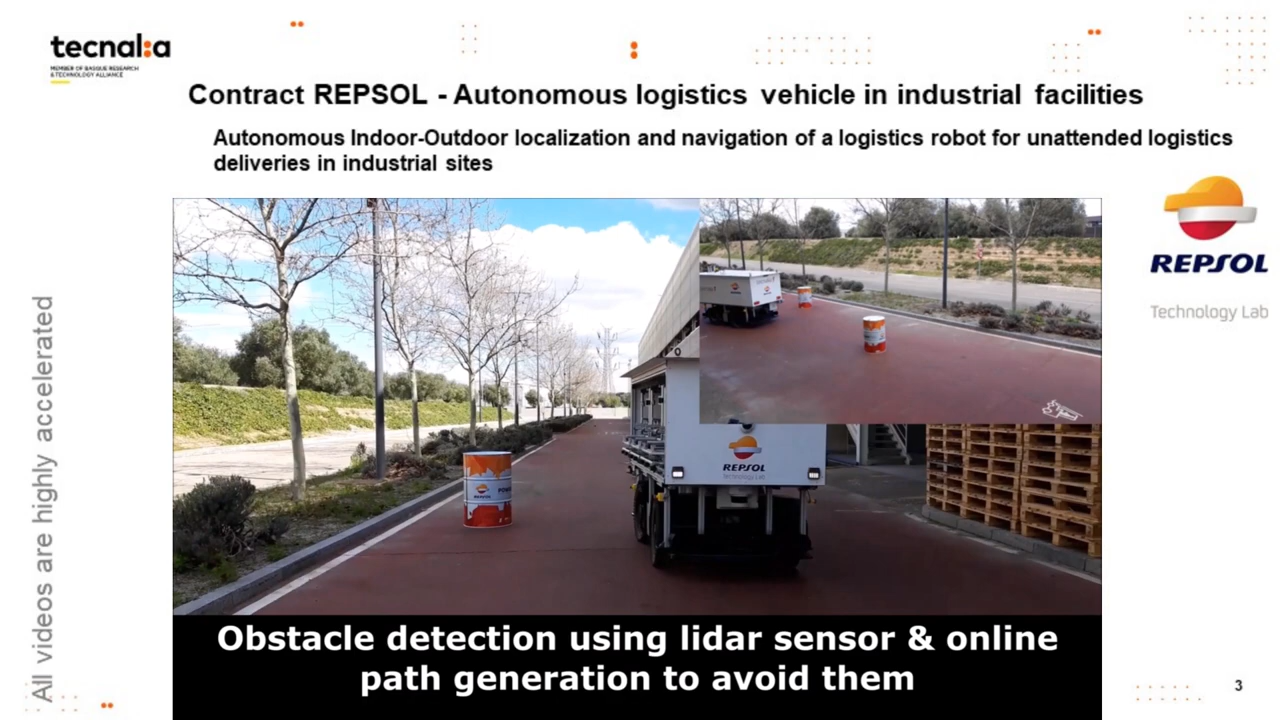 tecnal:a
MEMBER OF BASQUE RESEARCH
& TECHNOLOGY ALLIANCE
Contract REPSOL - Autonomous logistics vehicle in industrial facilities
Autonomous Indoor-Outdoor localization and navigation of a logistics robot for unattended logistics
deliveries in industrial sites
REPSOL
Technology Lab
All videos are highly accelerated
REPSOL
Technology Lab
Obstacle detection using lidar sensor & online
path generation to avoid them
3